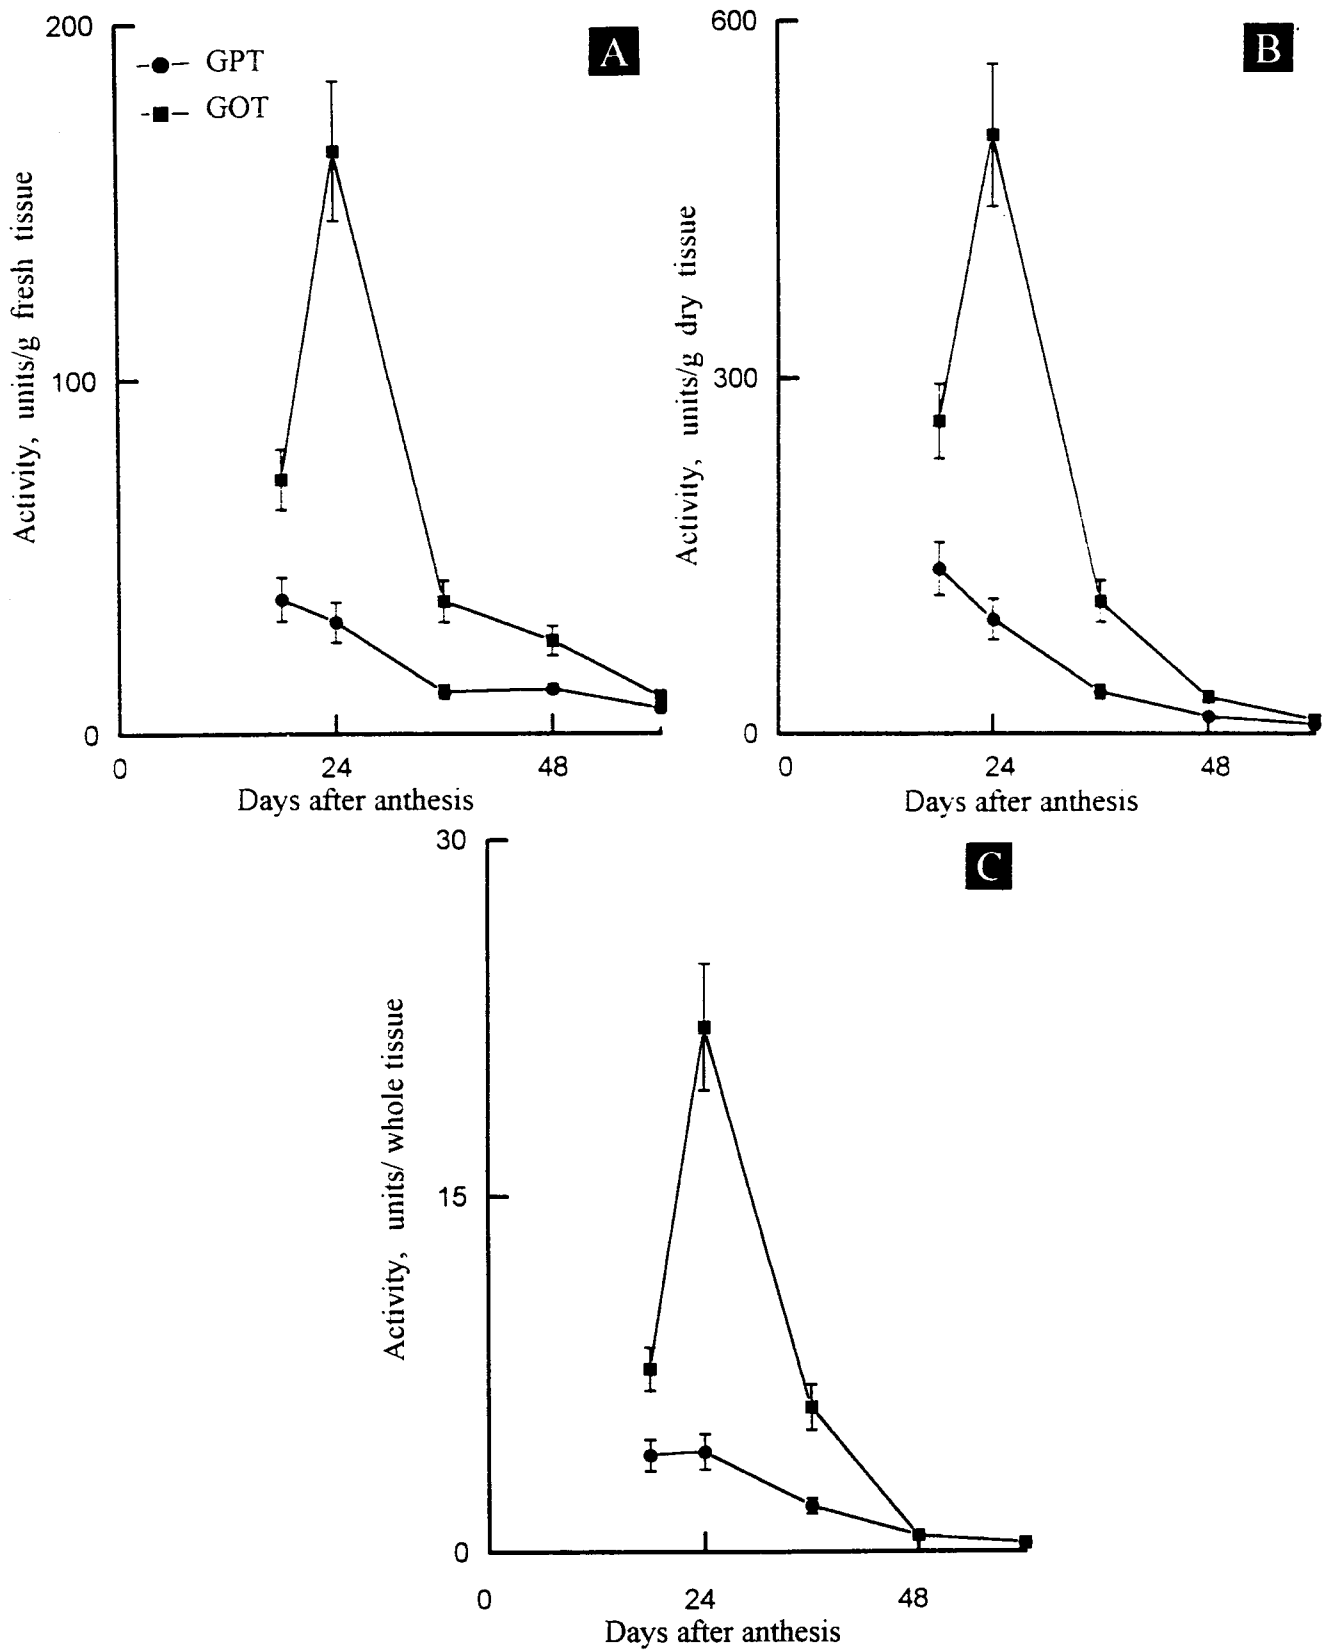 200
GPT
GOT
A
Activity, units/g fresh tissue
100
0
0 24 48
Days after anthesis
600
B
Activity, units/g dry tissue
300
0
0 24 48
Days after anthesis
30
C
Activity, units/ whole tissue
15
0
0 24 48
Days after anthesis